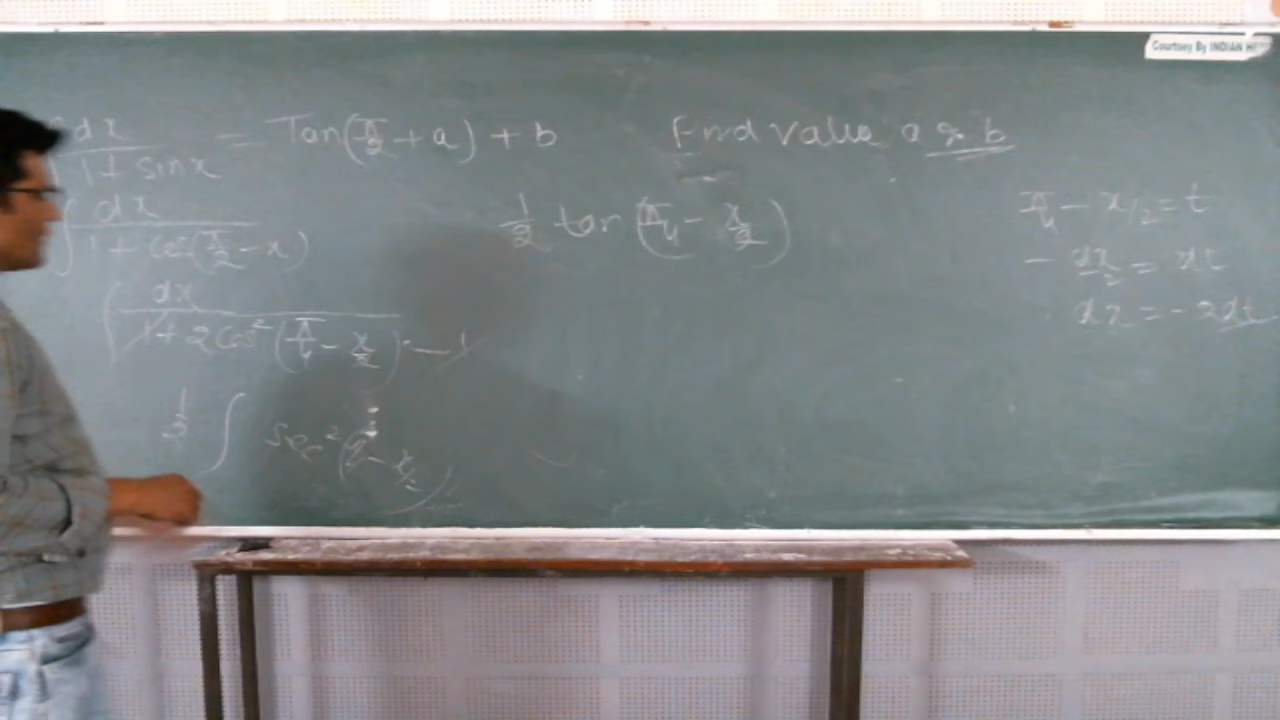 Courtesy By INDIAN HE
∫ dx / 1 + sin x = Tan(π/2 + a) + b Find value a & b
∫ dx / 1 + cos(π/2 - x)
1/2 tan (π/4 - x/2)
π/4 - x/2 = t
- dx/2 = dt
dx = -2dt
∫ dx / 1 + 2cos²(π/4 - x/2) - 1
1/2 ∫ sec²(π/4 - x/2)